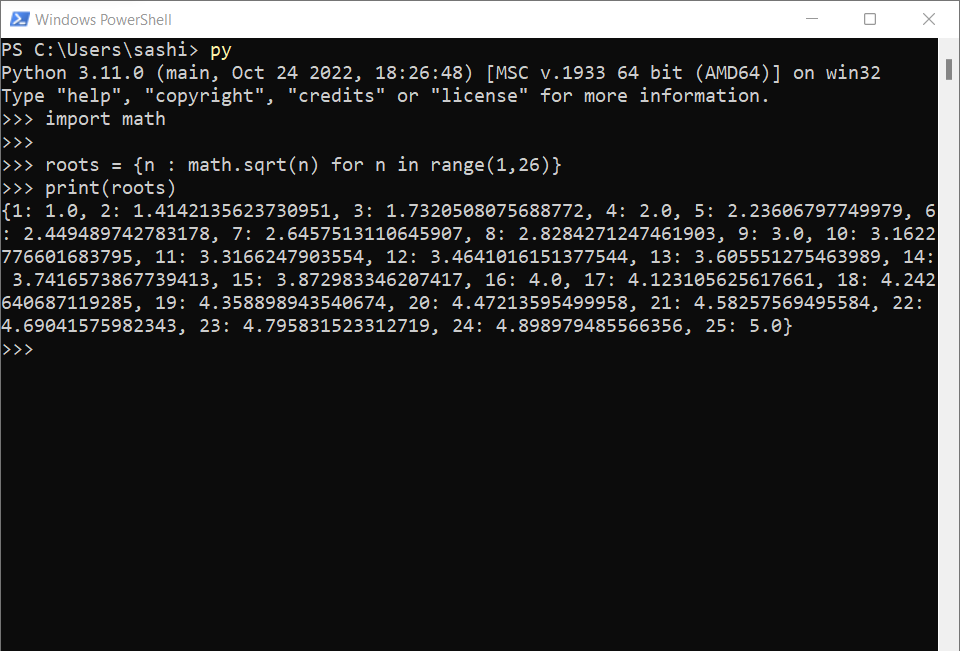 Windows PowerShell
PS C:\Users\sashi> py
Python 3.11.0 (main, Oct 24 2022, 18:26:48) [MSC v.1933 64 bit (AMD64)] on win32
Type "help", "copyright", "credits" or "license" for more information.
>>> import math
>>>
>>> roots = {n : math.sqrt(n) for n in range(1,26)}
>>> print(roots)
{1: 1.0, 2: 1.4142135623730951, 3: 1.7320508075688772, 4: 2.0, 5: 2.23606797749979, 6
: 2.449489742783178, 7: 2.6457513110645907, 8: 2.8284271247461903, 9: 3.0, 10: 3.1622
776601683795, 11: 3.3166247903554, 12: 3.4641016151377544, 13: 3.605551275463989, 14:
 3.7416573867739413, 15: 3.872983346207417, 16: 4.0, 17: 4.123105625617661, 18: 4.242
640687119285, 19: 4.358898943540674, 20: 4.47213595499958, 21: 4.58257569495584, 22:
4.69041575982343, 23: 4.795831523312719, 24: 4.898979485566356, 25: 5.0}
>>>